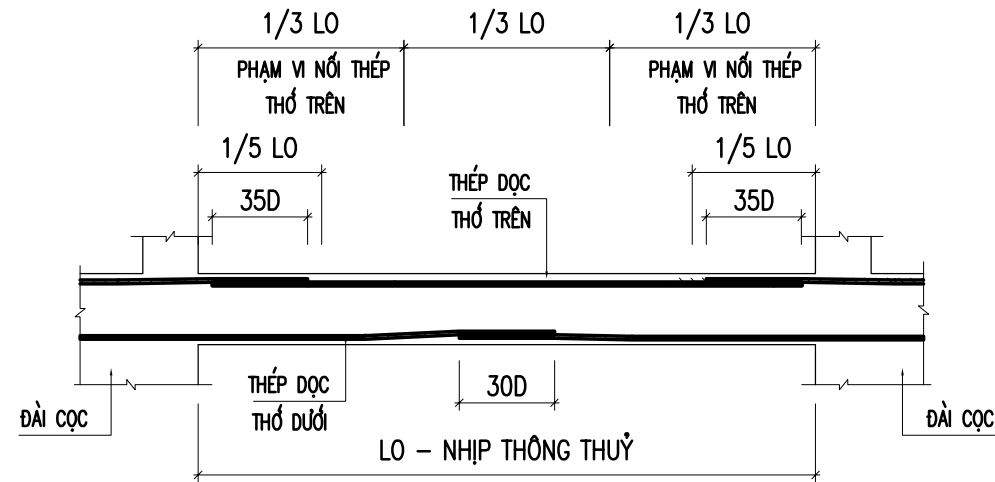 1/3 LO
1/3 LO
1/3 LO
PHẠM VI NỐI THÉP
THỚ TRÊN
PHẠM VI NỐI THÉP
THỚ TRÊN
1/5 LO
1/5 LO
35D
THÉP DỌC
THỚ TRÊN
35D
THÉP DỌC
THỚ DƯỚI
30D
ĐÀI CỌC
ĐÀI CỌC
LO – NHỊP THÔNG THUỶ